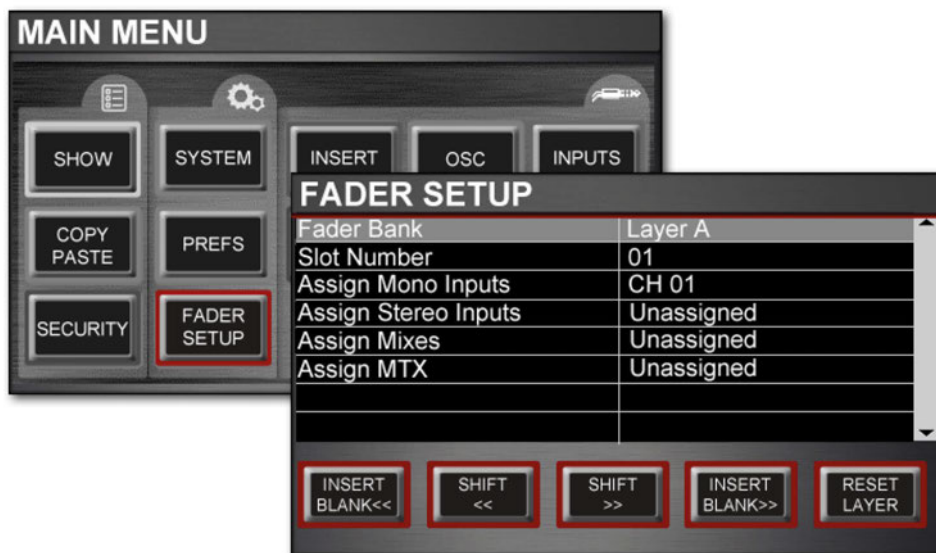 MAIN MENU
SHOW
SYSTEM
INSERT
OSC
INPUTS
COPY
PASTE
PREFS
SECURITY
FADER
SETUP
FADER SETUP
Fader Bank Layer A
Slot Number 01
Assign Mono Inputs CH 01
Assign Stereo Inputs Unassigned
Assign Mixes Unassigned
Assign MTX Unassigned
INSERT
BLANK<<
SHIFT
<<
SHIFT
>>
INSERT
BLANK>>
RESET
LAYER